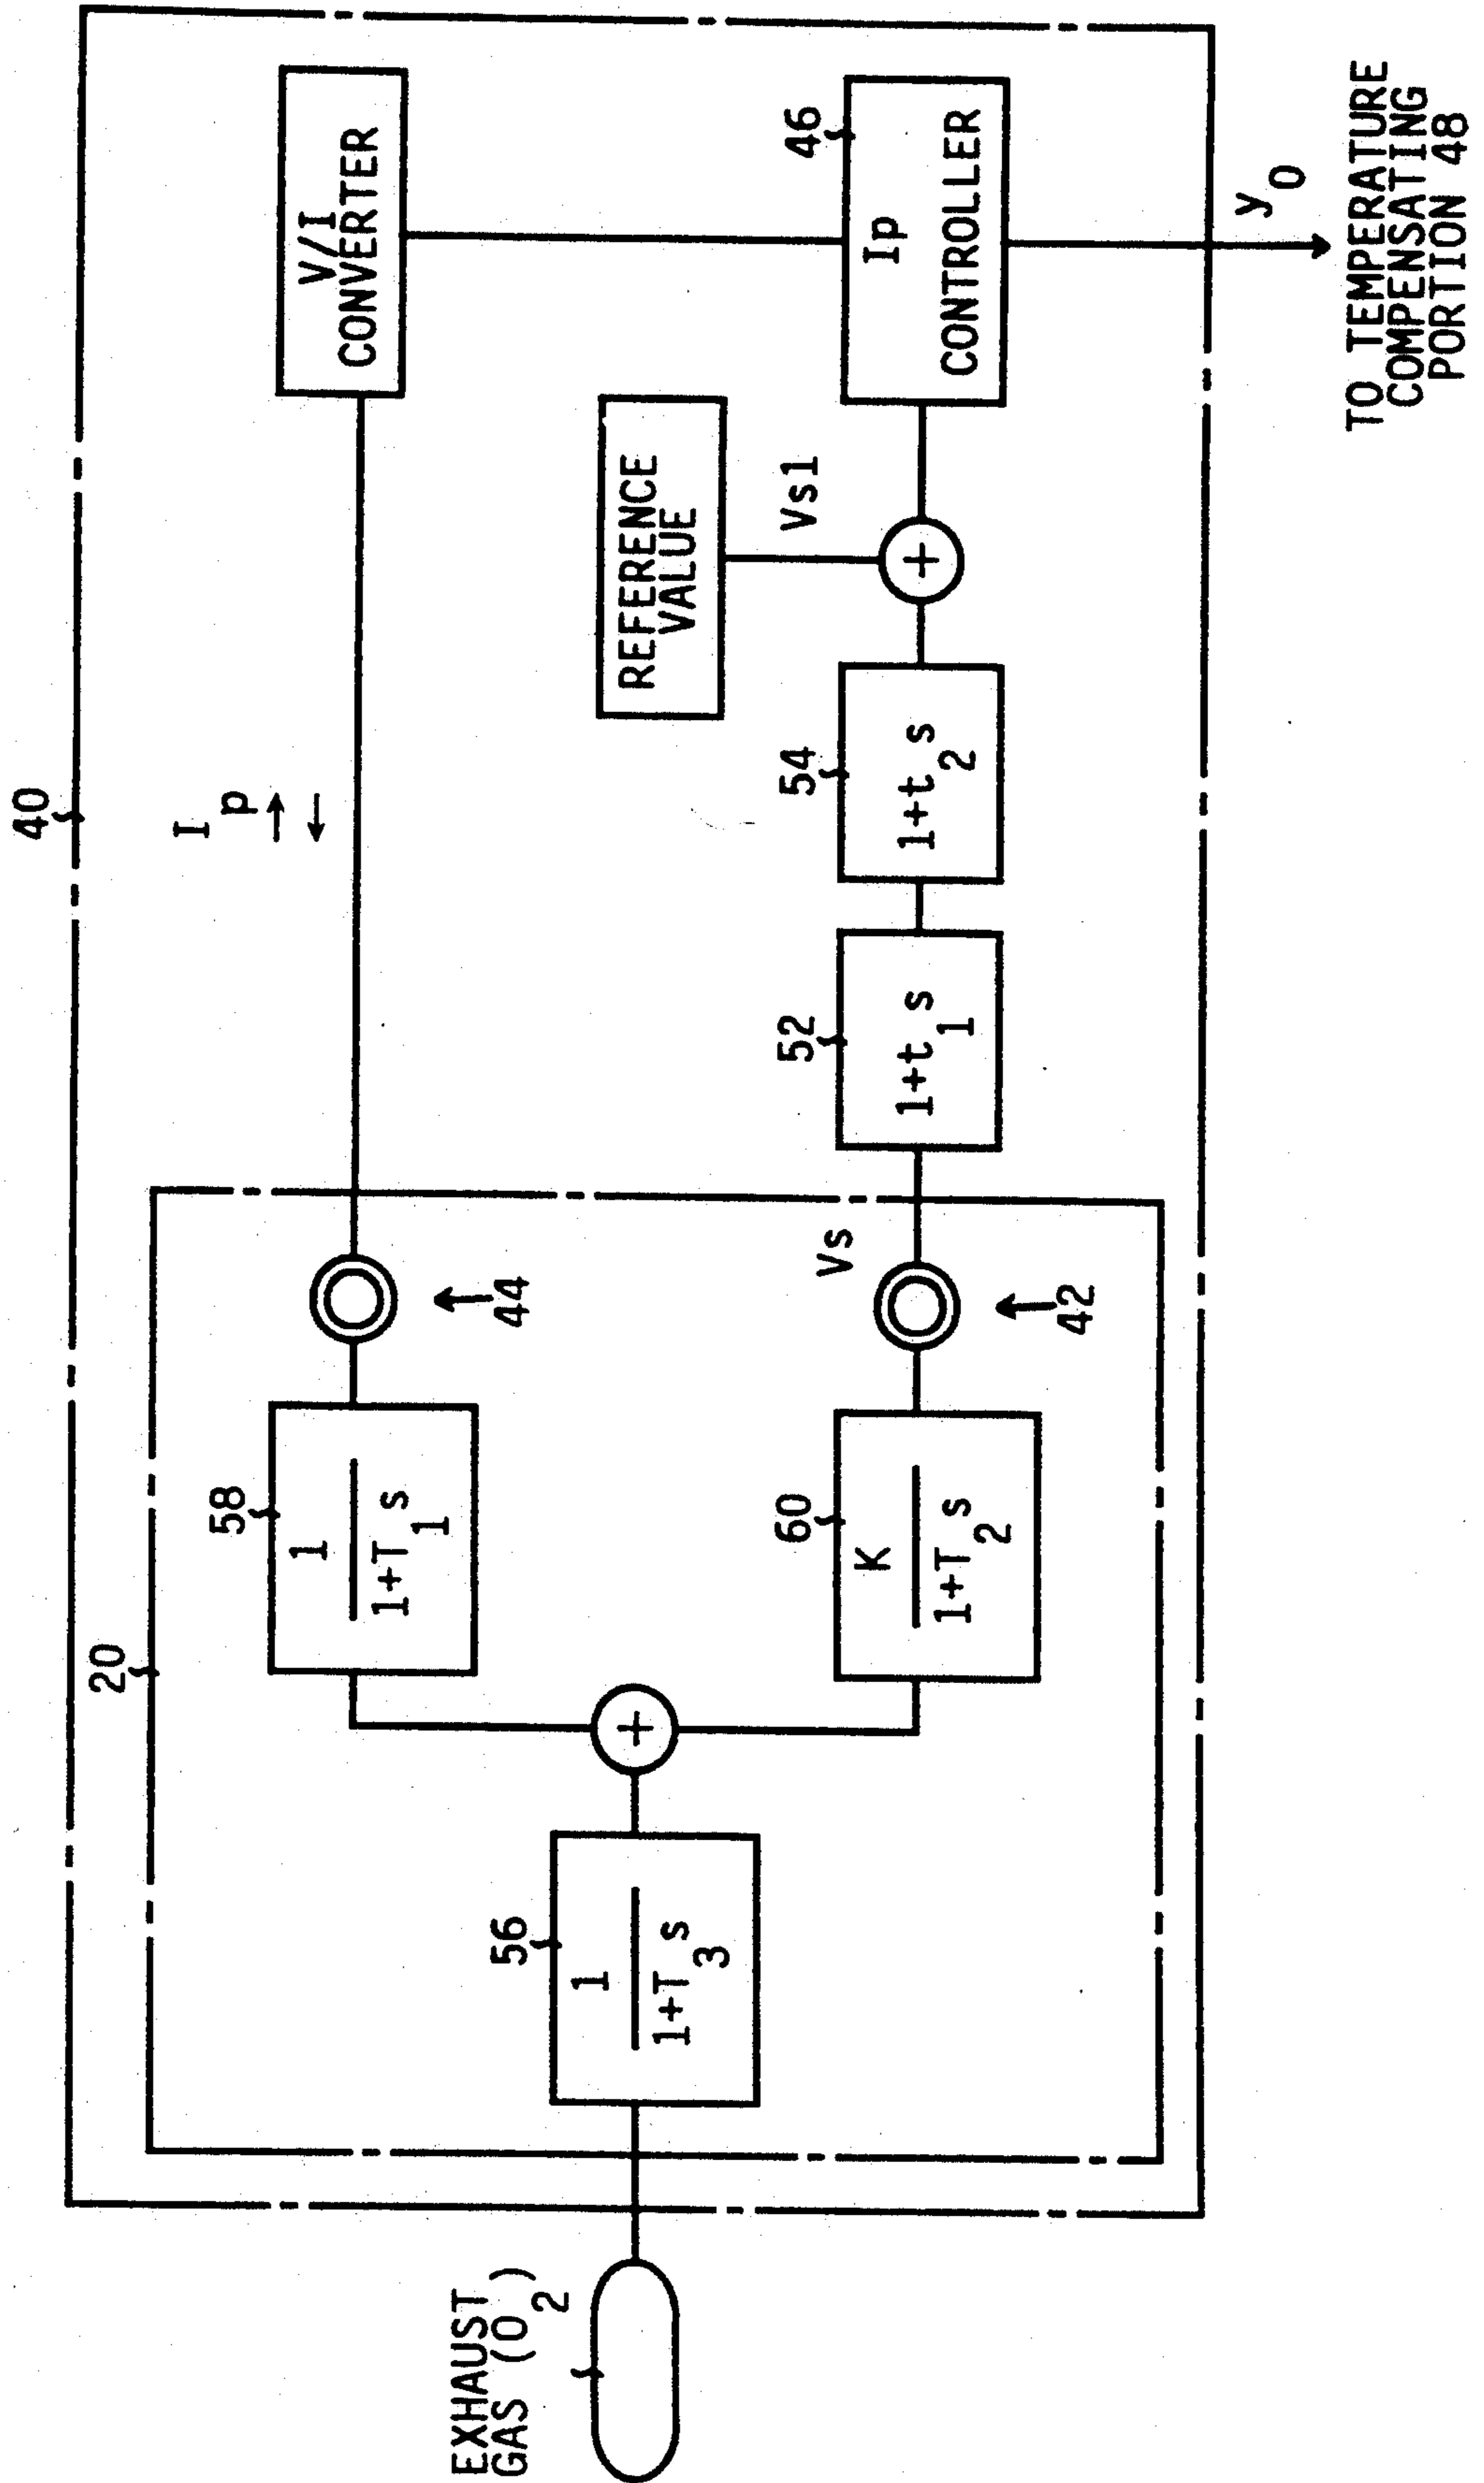 40
20
58
1
1+T₁s
44
I_p
→
←
V/I
CONVERTER
EXHAUST
GAS (O₂)
56
1
1+T₃s
+
REFERENCE
VALUE
Vs1
60
K
1+T₂s
Vs
42
52
1+t₁s
54
1+t₂s
+
46
Ip
CONTROLLER
y₀
TO TEMPERATURE
COMPENSATING
PORTION 48